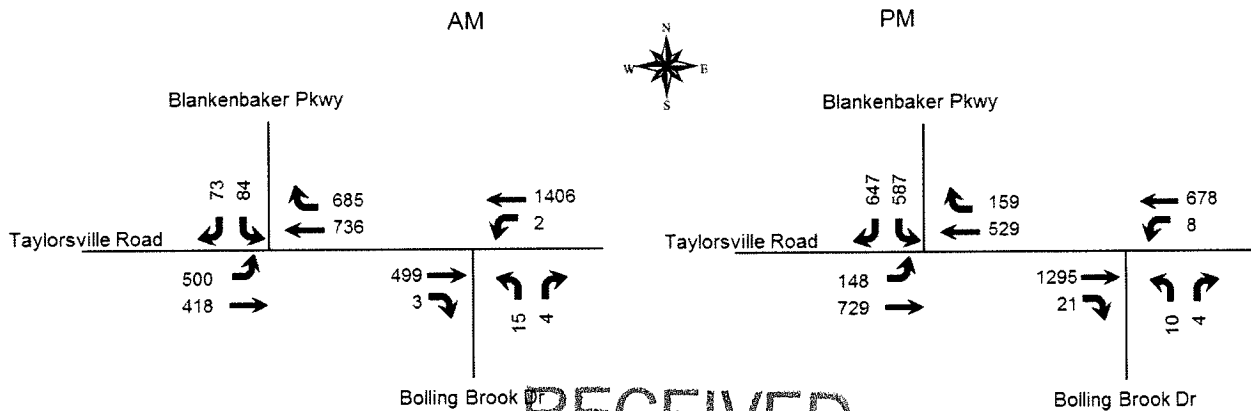 AM
PM
N
W E
S
Blankenbaker Pkwy
Blankenbaker Pkwy
73 84
685
736
1406
2
Taylorsville Road
500
418
499
3
15 4
Bolling Brook Dr
647 587
159
529
678
8
Taylorsville Road
148
729
1295
21
10 4
Bolling Brook Dr
RECEIVED